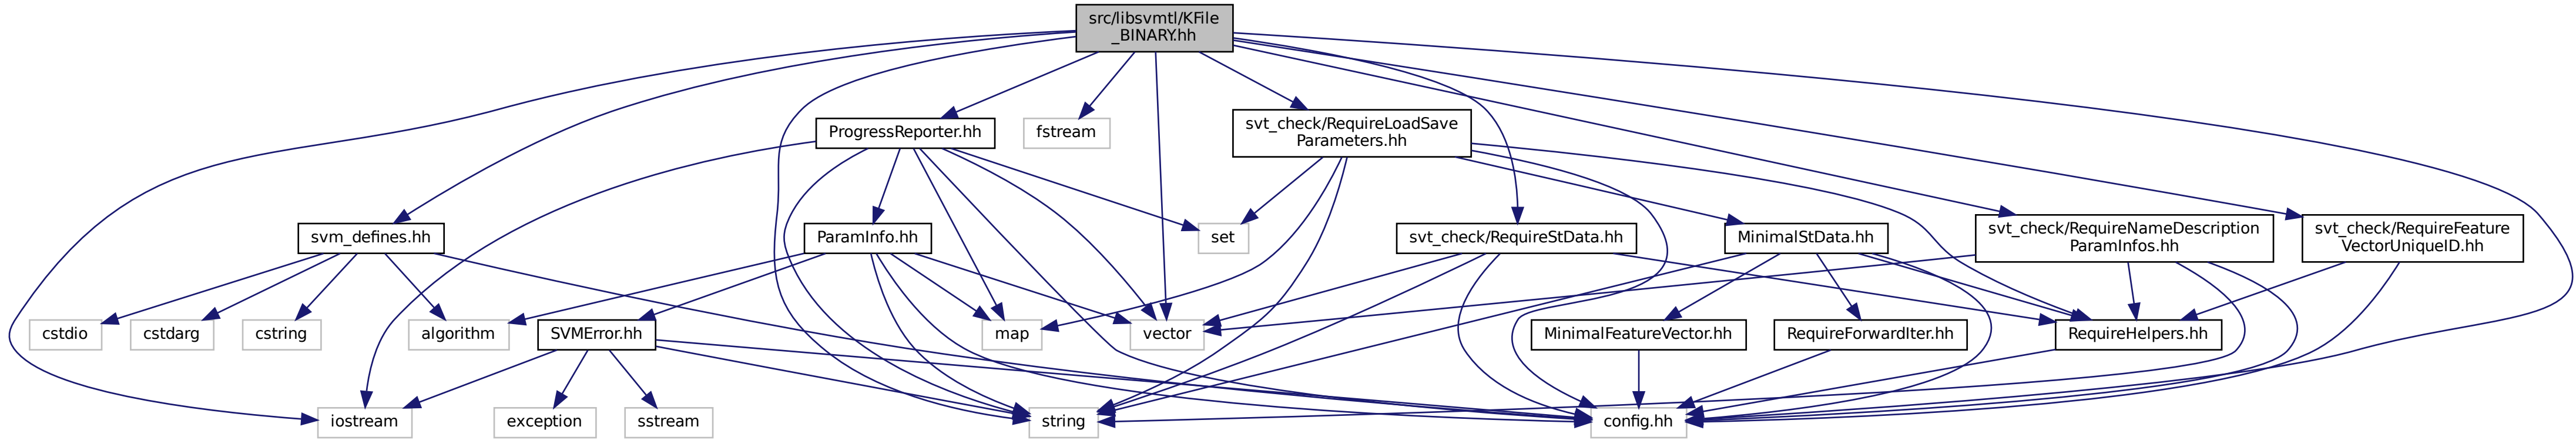 src/libsvmtl/KFile
_BINARY.hh
svt_check/RequireLoadSave
Parameters.hh
ProgressReporter.hh
fstream
svt_check/RequireNameDescription
ParamInfos.hh
svt_check/RequireFeature
VectorUniqueID.hh
svm_defines.hh
ParamInfo.hh
set
svt_check/RequireStData.hh
MinimalStData.hh
cstdio
cstdarg
cstring
algorithm
SVMError.hh
map
vector
MinimalFeatureVector.hh
RequireForwardIter.hh
RequireHelpers.hh
iostream
exception
sstream
string
config.hh